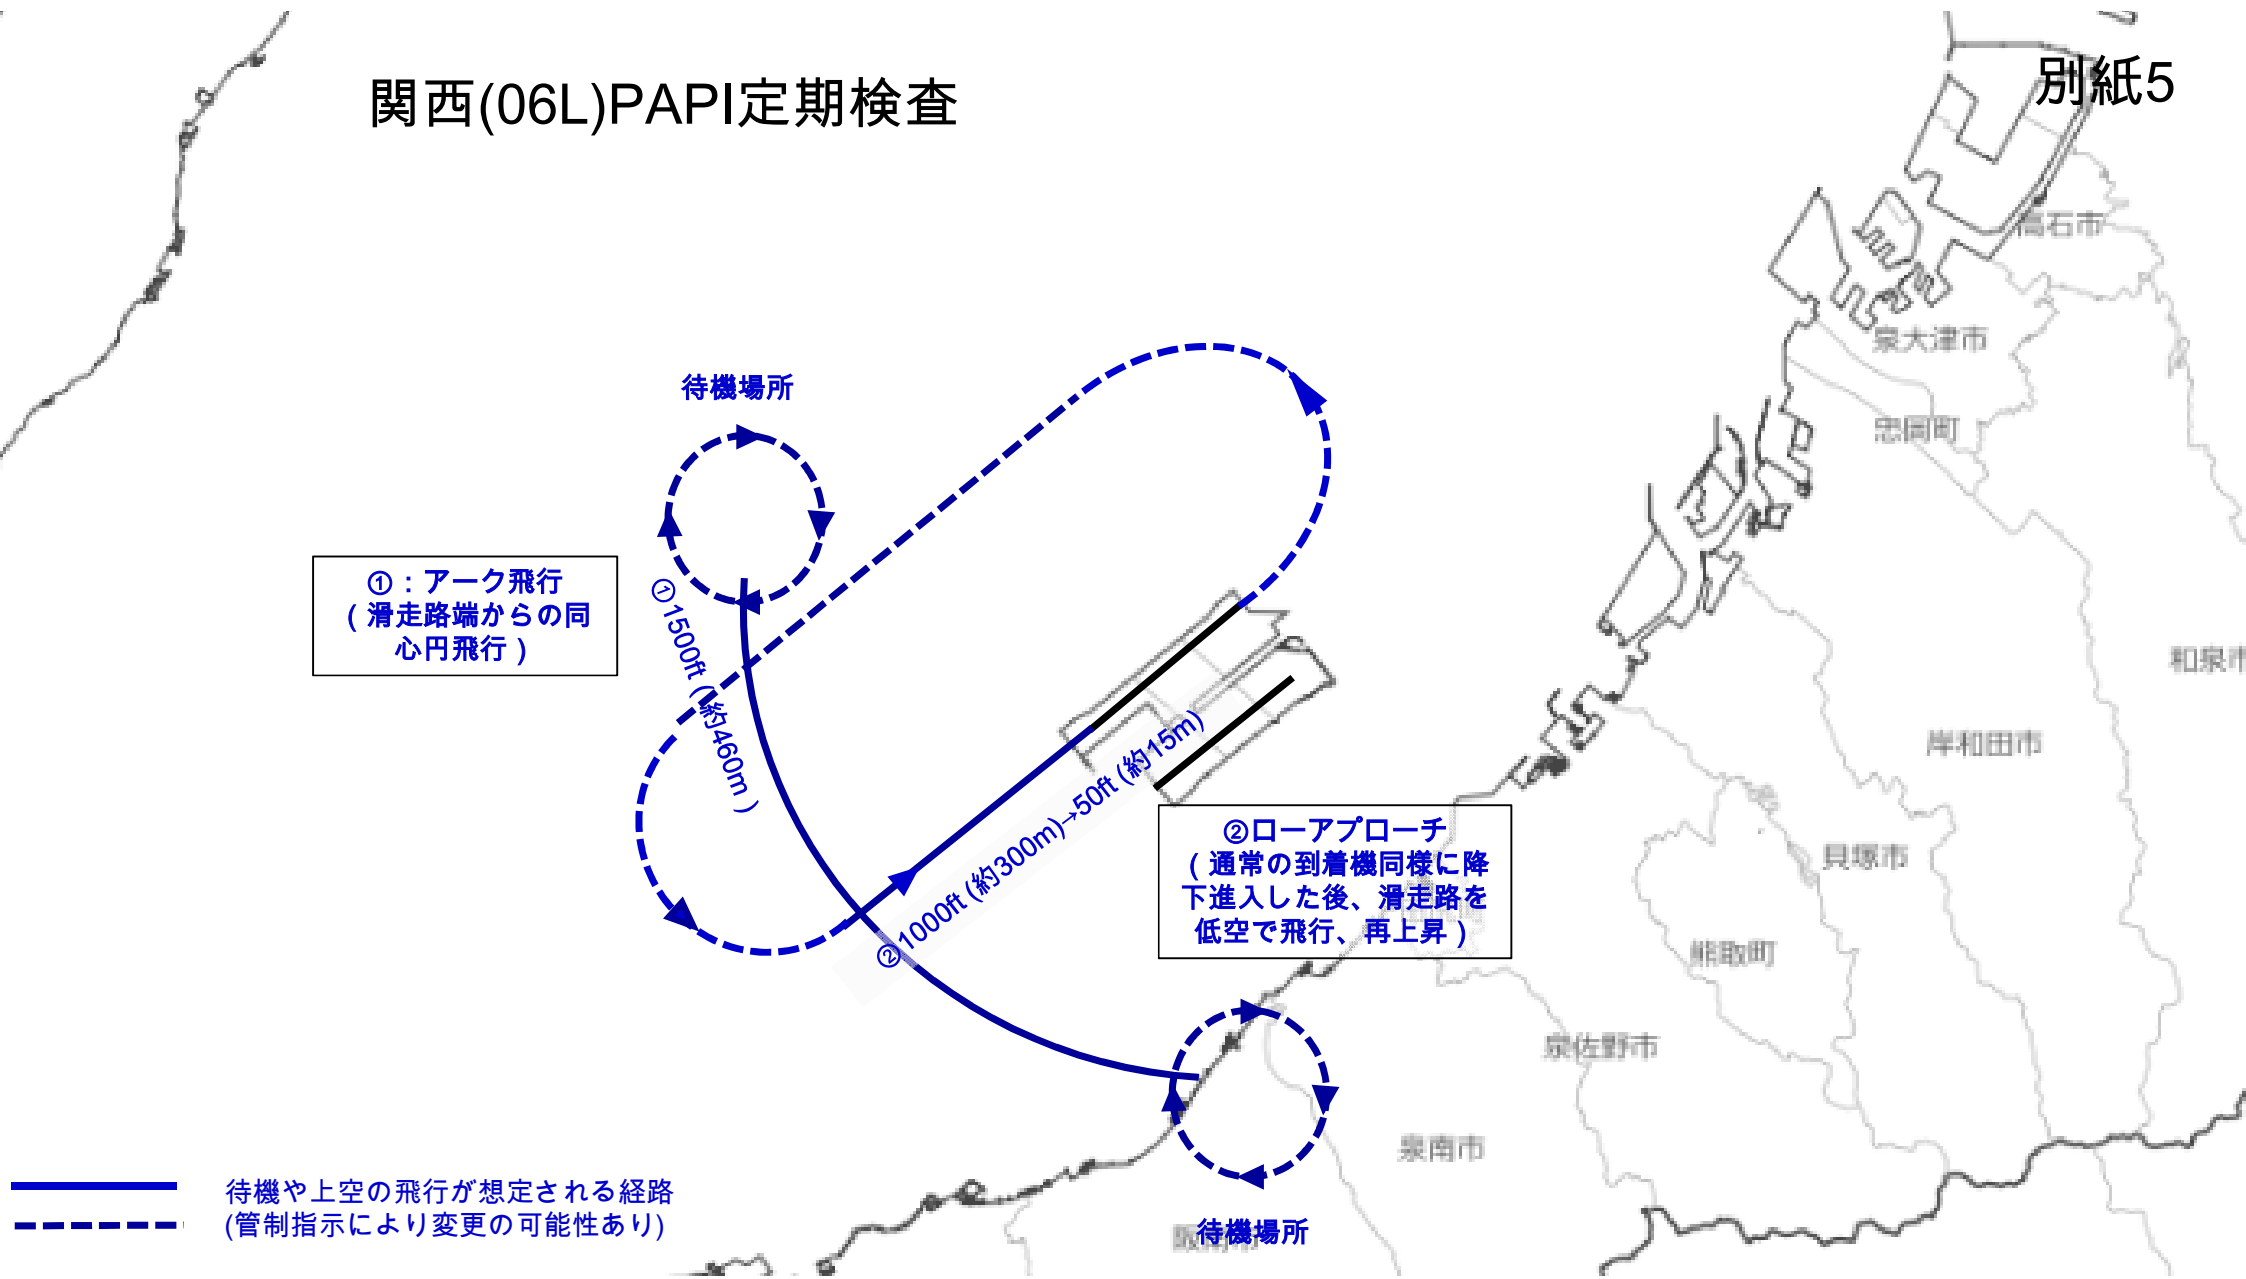 関西(06L)PAPI定期検査
別紙5
高石市
泉大津市
忠岡町
和泉市
岸和田市
貝塚市
熊取町
泉佐野市
泉南市
待機場所
①：アーク飛行
（滑走路端からの同
心円飛行）
①1500ft (約460m）
②1000ft (約300m)→50ft (約15m)
②ローアプローチ
（通常の到着機同様に降
下進入した後、滑走路を
低空で飛行、再上昇）
待機場所
待機や上空の飛行が想定される経路
(管制指示により変更の可能性あり)